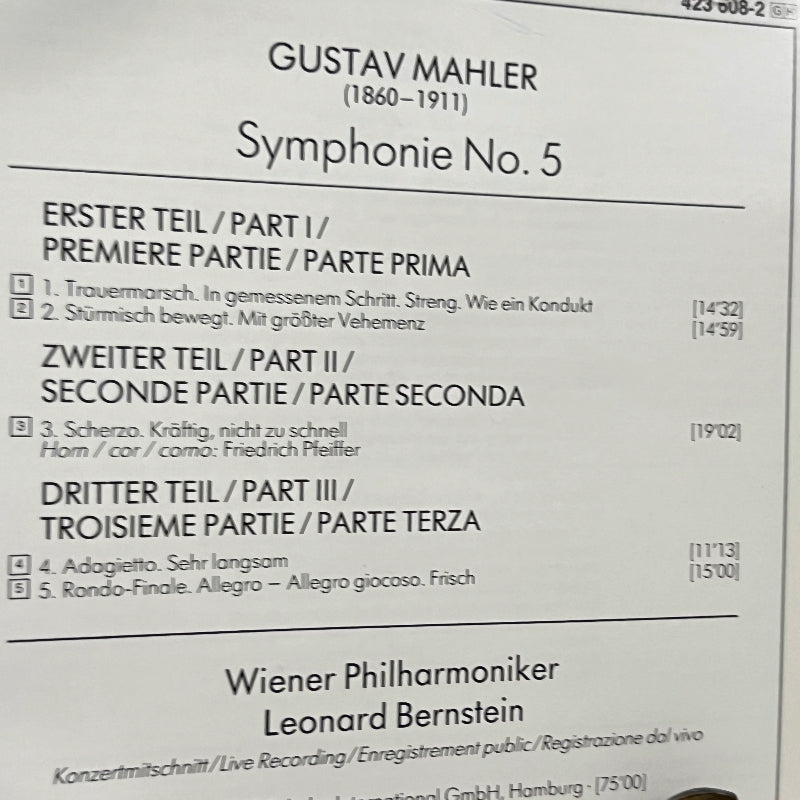 423 608-2 GH
GUSTAV MAHLER
(1860–1911)
Symphonie No. 5
ERSTER TEIL / PART I /
PREMIERE PARTIE / PARTE PRIMA
1 1. Trauermarsch. In gemessenem Schritt. Streng. Wie ein Kondukt [14'32]
2 2. Stürmisch bewegt. Mit größter Vehemenz [14'59]
ZWEITER TEIL / PART II /
SECONDE PARTIE / PARTE SECONDA
3 3. Scherzo. Kräftig, nicht zu schnell [19'02]
Horn / cor / corno: Friedrich Pfeiffer
DRITTER TEIL / PART III /
TROISIEME PARTIE / PARTE TERZA
4 4. Adagietto. Sehr langsam [11'13]
5 5. Rondo-Finale. Allegro – Allegro giocoso. Frisch [15'00]
Wiener Philharmoniker
Leonard Bernstein
Konzertmitschnitt/Live Recording/Enregistrement public/Registrazione dal vivo
International GmbH, Hamburg · [75'00]